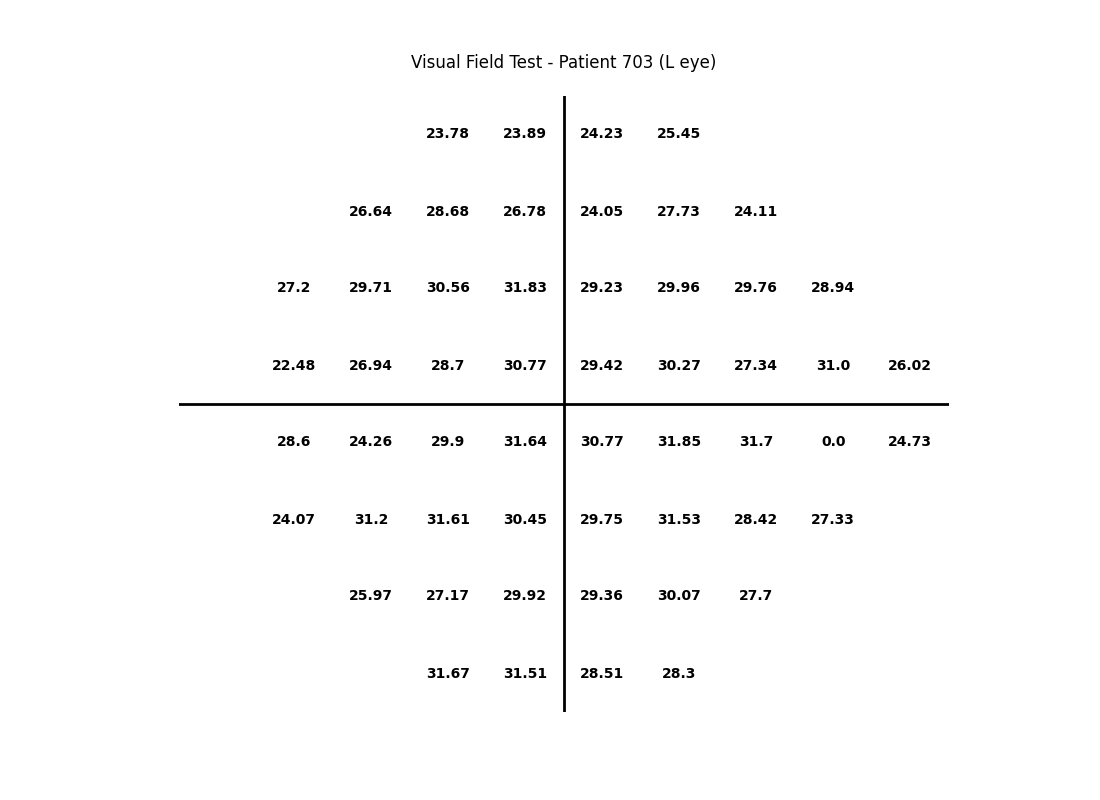 Visual Field Test - Patient 703 (L eye)
23.78 23.89 24.23 25.45
26.64 28.68 26.78 24.05 27.73 24.11
27.2 29.71 30.56 31.83 29.23 29.96 29.76 28.94
22.48 26.94 28.7 30.77 29.42 30.27 27.34 31.0 26.02
28.6 24.26 29.9 31.64 30.77 31.85 31.7 0.0 24.73
24.07 31.2 31.61 30.45 29.75 31.53 28.42 27.33
25.97 27.17 29.92 29.36 30.07 27.7
31.67 31.51 28.51 28.3